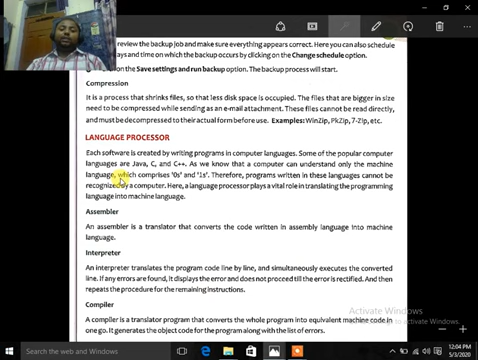 review the backup job and make sure everything appears correct. Here you can also schedule
ays and time on which the backup occurs by clicking on the Change schedule option.
on the Save settings and run backup option. The backup process will start.
Compression
It is a process that shrinks files, so that less disk space is occupied. The files that are bigger in size
need to be compressed while sending as an e-mail attachment. These files cannot be read directly,
and must be decompressed to their actual form before use. Examples: WinZip, PkZip, 7-Zip, etc.
LANGUAGE PROCESSOR
Each software is created by writing programs in computer languages. Some of the popular computer
languages are Java, C, and C++. As we know that a computer can understand only the machine
language, which comprises '0s' and '1s'. Therefore, programs written in these languages cannot be
recognized by a computer. Here, a language processor plays a vital role in translating the programming
language into machine language.
Assembler
An assembler is a translator that converts the code written in assembly language into machine
language.
Interpreter
An interpreter translates the program code line by line, and simultaneously executes the converted
line. If any errors are found, it displays the error and does not proceed till the error is rectified. And then
repeats the procedure for the remaining instructions.
Compiler
A compiler is a translator program that converts the whole program into equivalent machine code in
one go. It generates the object code for the program along with the list of errors.
Activate Windows
to activate Windows.
Search the web and Windows
12:04 PM
5/3/2020